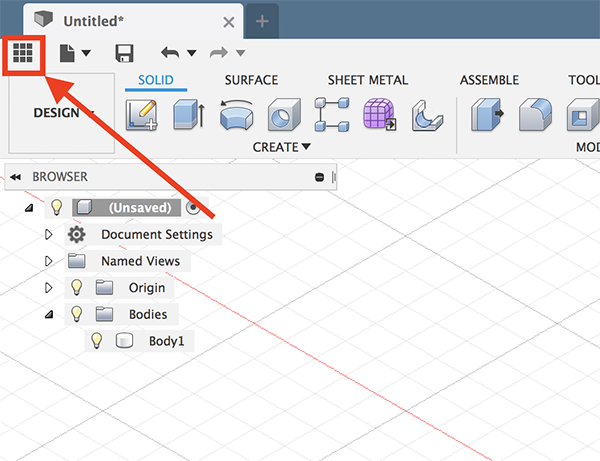 Untitled*
SOLID SURFACE SHEET METAL ASSEMBLE TOOL
DESIGN
CREATE MOD
BROWSER
(Unsaved)
Document Settings
Named Views
Origin
Bodies
Body1